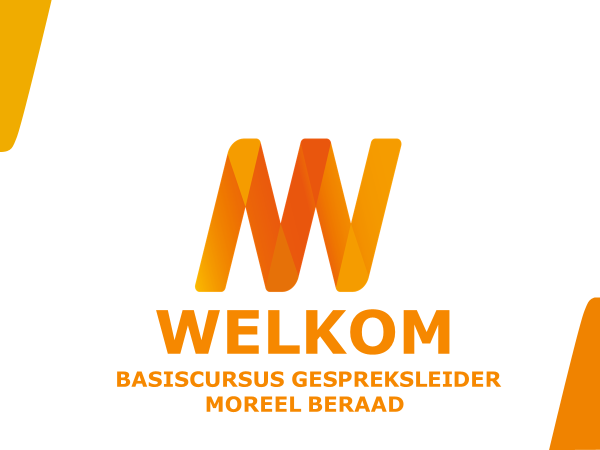 WELKOM
BASISCURSUS GESPREKSLEIDER
MOREEL BERAAD